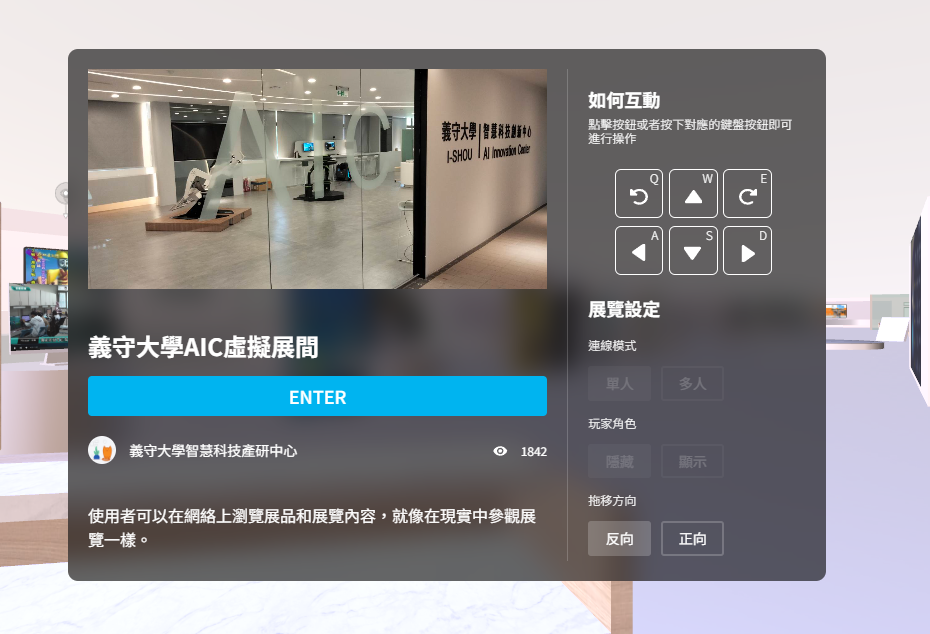 AIC
義守大學 智慧科技創新中心
I-SHOU AI Innovation Center
義守大學AIC虛擬展間
ENTER
義守大學智慧科技產研中心
1842
使用者可以在網絡上瀏覽展品和展覽內容，就像在現實中參觀展
覽一樣。
如何互動
點擊按鈕或者按下對應的鍵盤按鈕即可
進行操作
Q W E
A S D
展覽設定
連線模式
單人 多人
玩家角色
隱藏 顯示
拖移方向
反向 正向